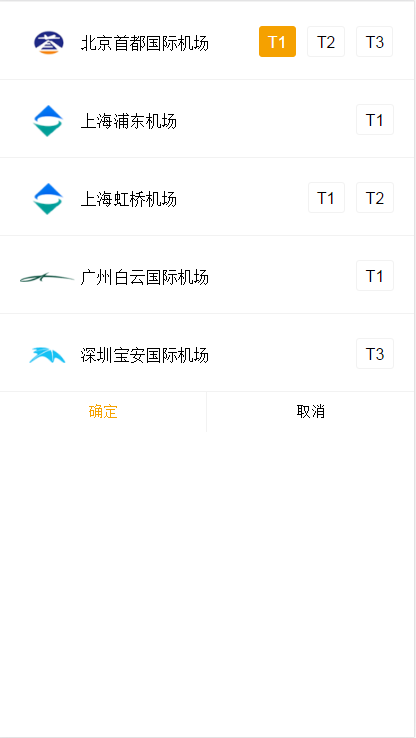 北京首都国际机场 T1 T2 T3
上海浦东机场 T1
上海虹桥机场 T1 T2
广州白云国际机场 T1
深圳宝安国际机场 T3
确定 取消